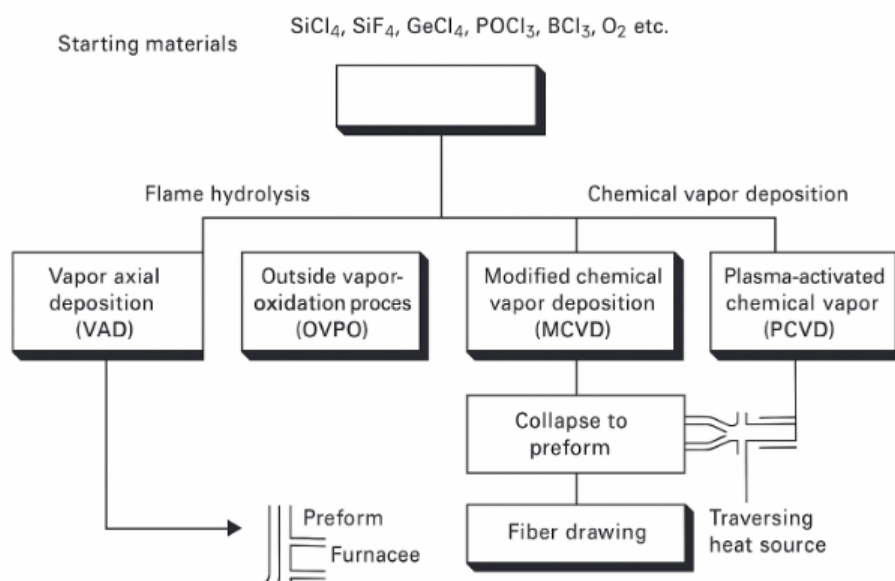 SiCl₄, SiF₄, GeCl₄, POCl₃, BCl₃, O₂ etc.
Starting materials
Flame hydrolysis
Chemical vapor deposition
Vapor axial
deposition
(VAD)
Outside vapor-
oxidation proces
(OVPO)
Modified chemical
vapor deposition
(MCVD)
Plasma-activated
chemical vapor
(PCVD)
Collapse to
preform
Preform
Furnacee
Fiber drawing
Traversing
heat source